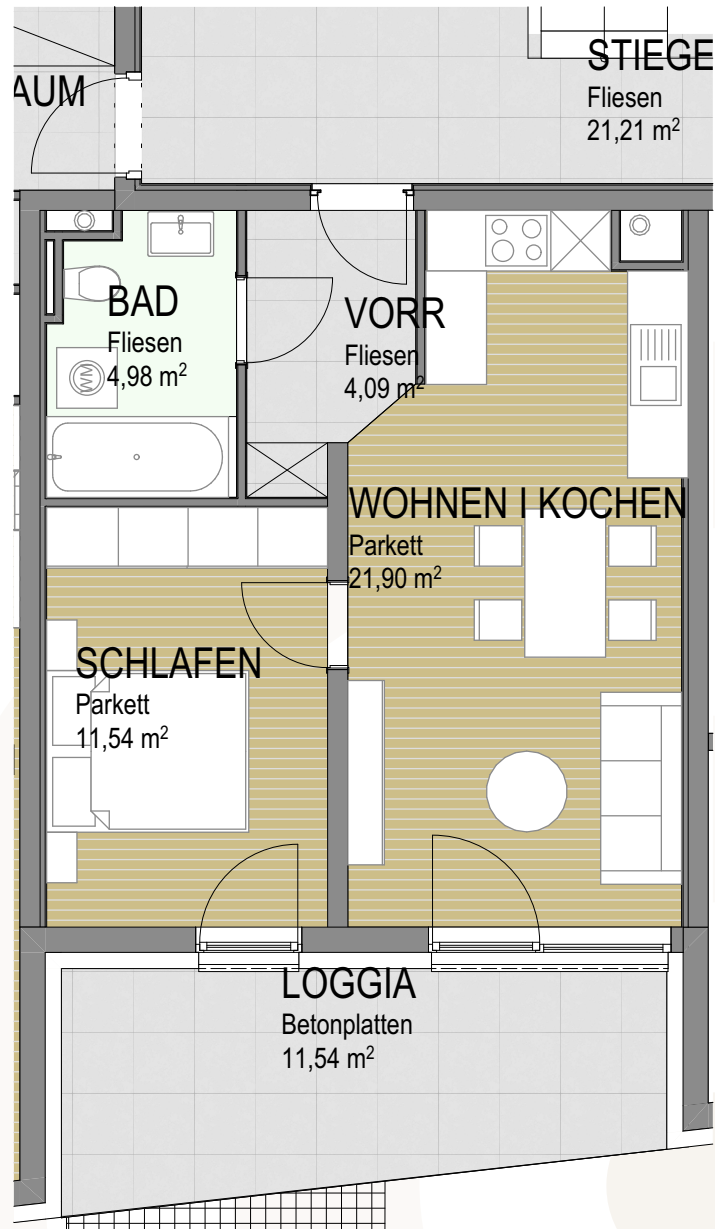 STIEGE
Fliesen
21,21 m²
AUM
BAD
Fliesen
4,98 m²
VORR
Fliesen
4,09 m²
WOHNEN I KOCHEN
Parkett
21,90 m²
SCHLAFEN
Parkett
11,54 m²
LOGGIA
Betonplatten
11,54 m²